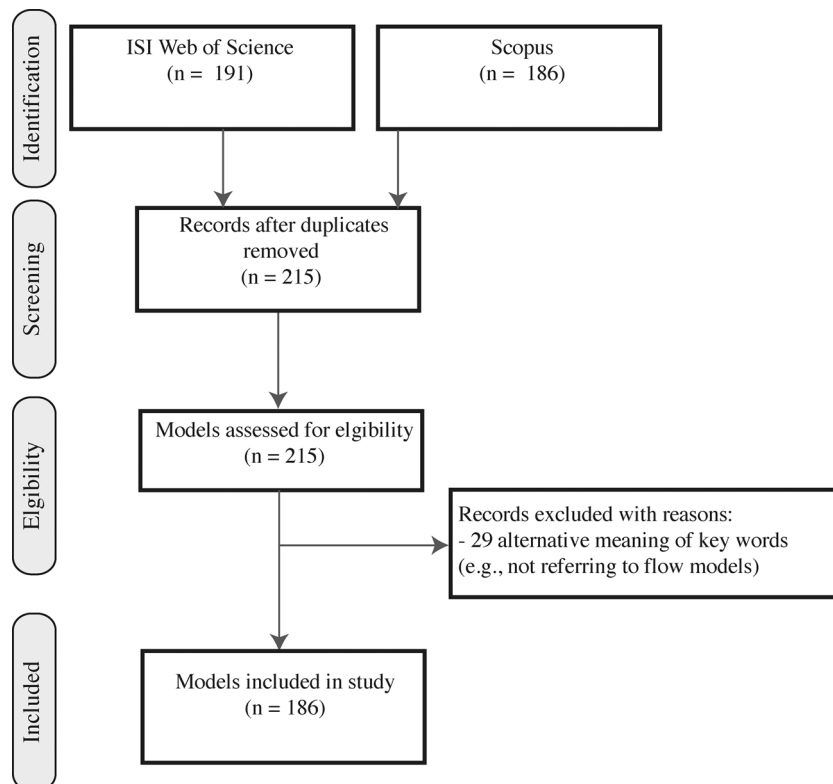 Identification
ISI Web of Science
(n =  191)
Scopus
(n = 186)
Screening
Records after duplicates
removed
(n = 215)
Elgibility
Models assessed for elgibility
(n = 215)
Records excluded with reasons:
- 29 alternative meaning of key words
(e.g., not referring to flow models)
Included
Models included in study
(n = 186)